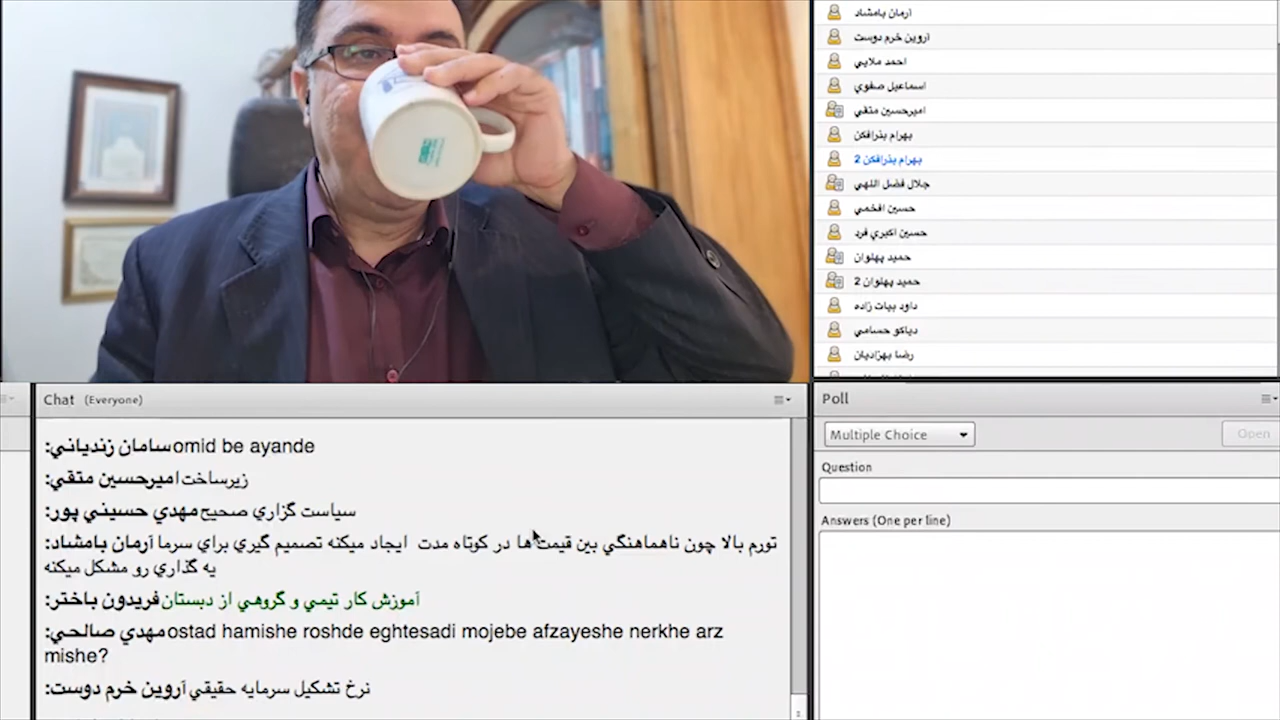 آرمان بامشاد
آروين خرم دوست
احمد ملايي
اسماعيل صفوي
اميرحسين متقي
بهرام بذرافكن
بهرام بذرافكن 2
جلال فضل اللهي
حسين افخمي
حسين اكبري فرد
حميد پهلوان
حميد پهلوان 2
داود بيات زاده
دياكو حسامي
رضا بهزاديان
Chat (Everyone)
سامان زندياني: omid be ayande
اميرحسين متقي: زيرساخت
مهدي حسيني پور: سياست گزاري صحيح
آرمان بامشاد: تورم بالا چون ناهماهنگي بين قيمت ها در كوتاه مدت ايجاد ميكنه تصميم گيري براي سرما
يه گذاري رو مشكل ميكنه
فريدون باختر: آموزش كار تيمي و گروهي از دبستان
مهدي صالحي: ostad hamishe roshde eghtesadi mojebe afzayeshe nerkhe arz
mishe?
آروين خرم دوست: نرخ تشكيل سرمايه حقيقي
Poll
Multiple Choice
Open
Question
Answers (One per line)